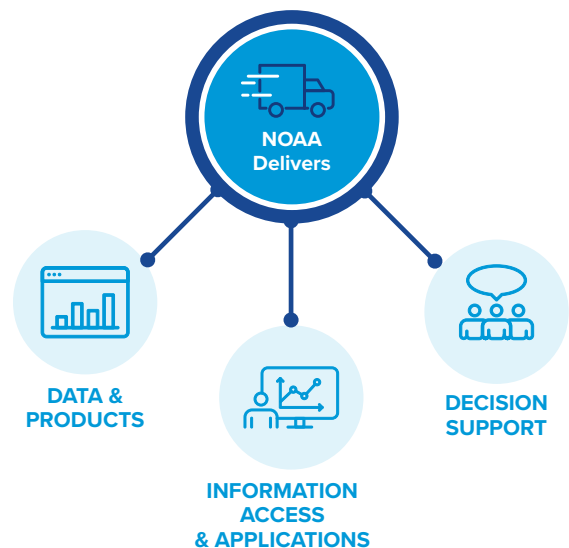 NOAA
Delivers
DATA &
PRODUCTS
INFORMATION
ACCESS
& APPLICATIONS
DECISION
SUPPORT